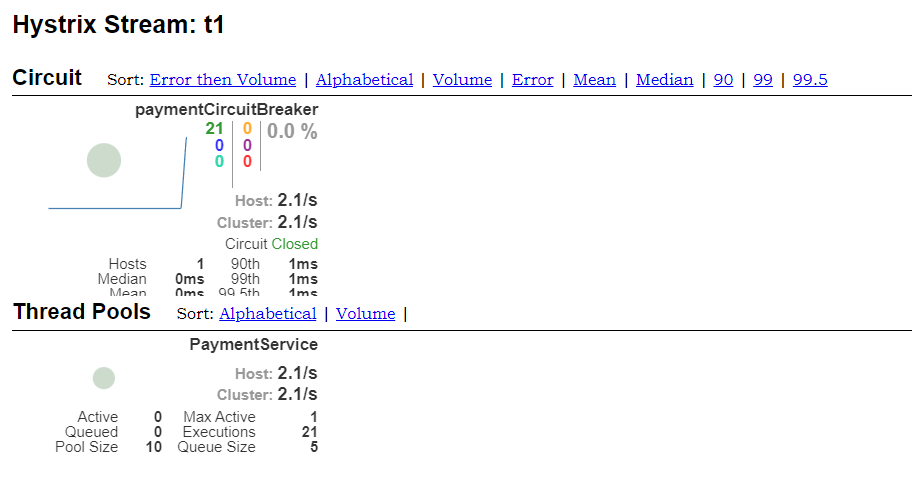 Hystrix Stream: t1
Circuit Sort: Error then Volume | Alphabetical | Volume | Error | Mean | Median | 90 | 99 | 99.5
paymentCircuitBreaker
21 0 0.0 %
0 0
0 0
Host: 2.1/s
Cluster: 2.1/s
Circuit Closed
Hosts 1 90th 1ms
Median 0ms 99th 1ms
Mean 0ms 99.5th 1ms
Thread Pools Sort: Alphabetical | Volume |
PaymentService
Host: 2.1/s
Cluster: 2.1/s
Active 0 Max Active 1
Queued 0 Executions 21
Pool Size 10 Queue Size 5